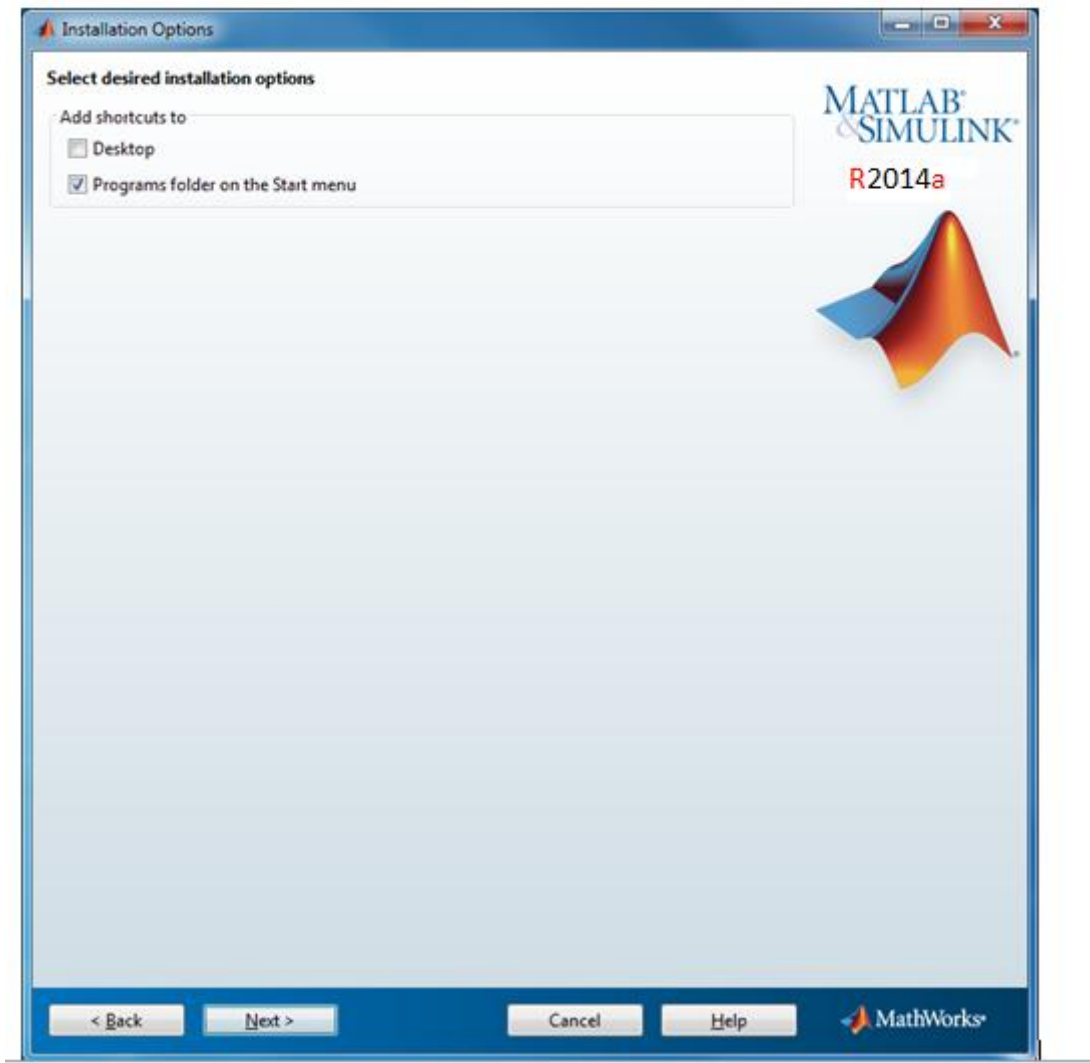 Installation Options
Select desired installation options
Add shortcuts to
Desktop
Programs folder on the Start menu
MATLAB®
&SIMULINK®
R2014a
®
< Back Next > Cancel Help MathWorks®